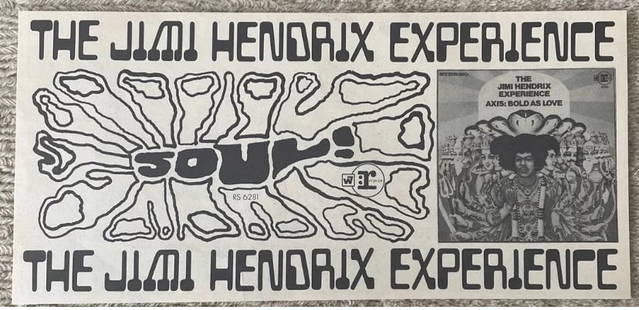 THE JIMI HENDRIX EXPERIENCE
SOUL!
RS 6281
W
r
THE
JIMI HENDRIX
EXPERIENCE
AXIS: BOLD AS LOVE
THE JIMI HENDRIX EXPERIENCE